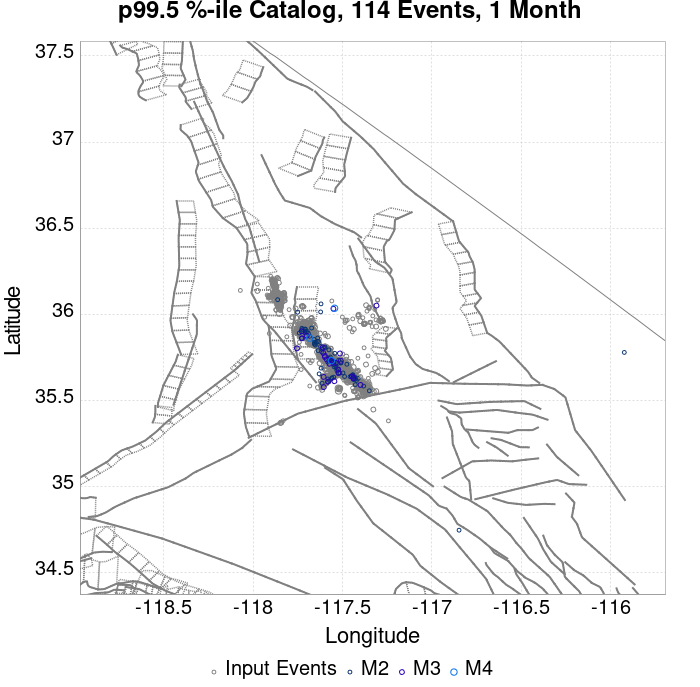 p99.5 %-ile Catalog, 114 Events, 1 Month
37.5
37
36.5
36
35.5
35
34.5
Latitude
-118.5 -118 -117.5 -117 -116.5 -116
Longitude
Input Events M2 M3 M4